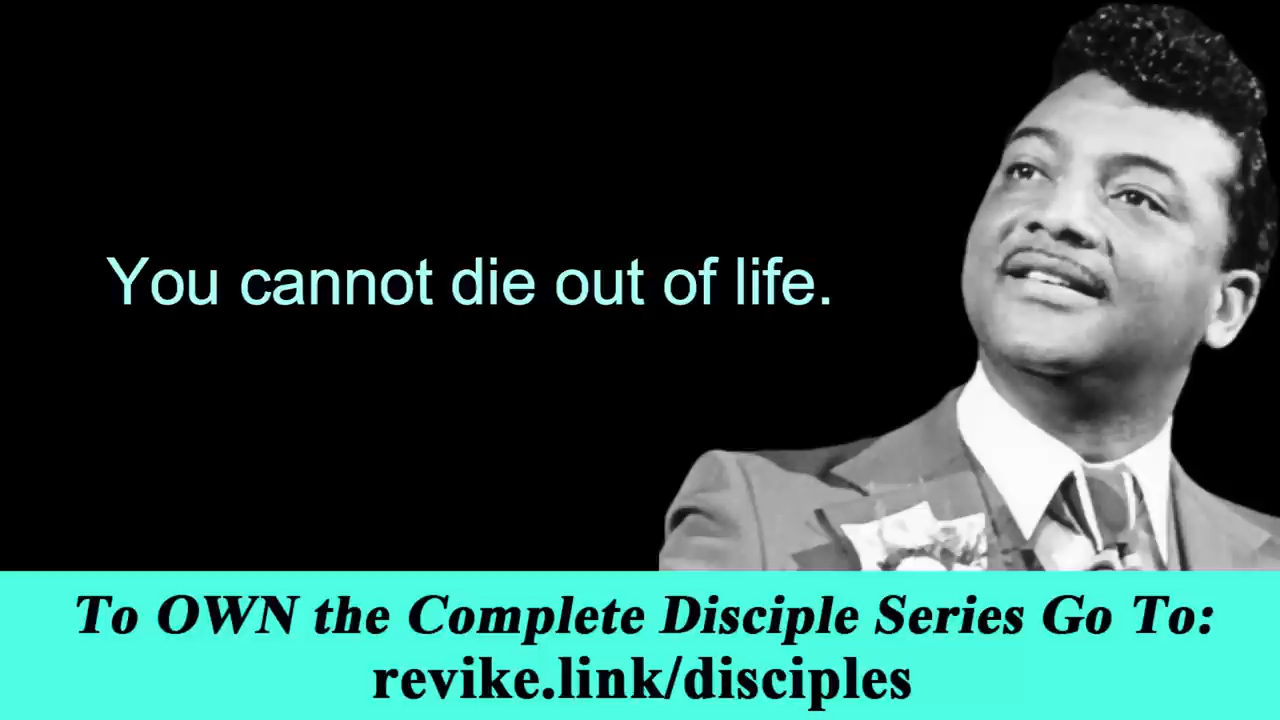 You cannot die out of life.
To OWN the Complete Disciple Series Go To:
revike.link/disciples